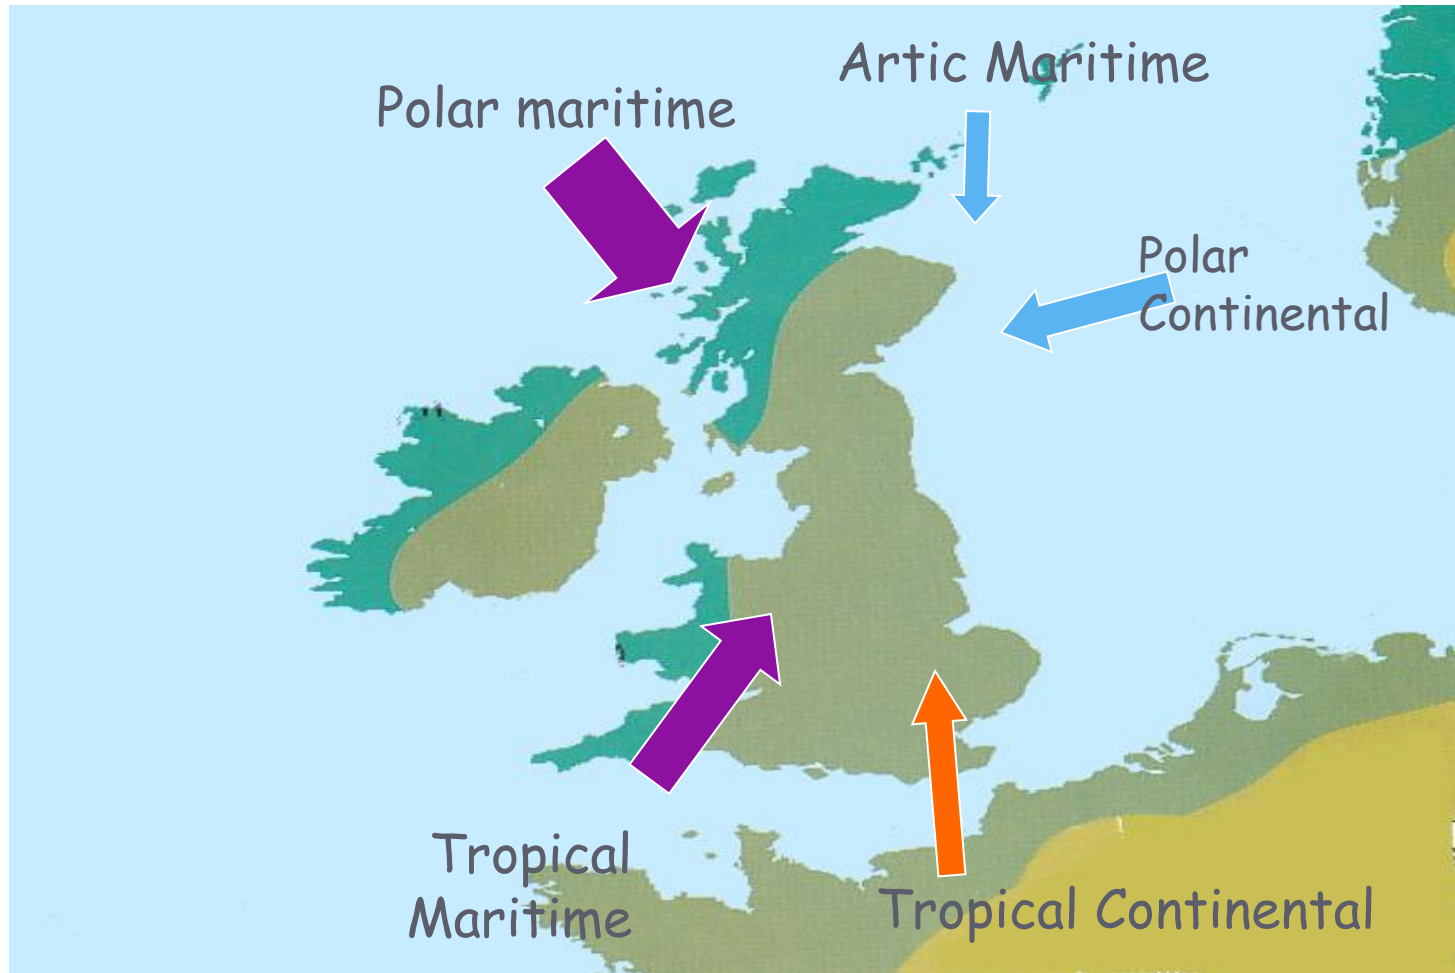 Artic Maritime
Polar maritime
Polar
Continental
Tropical
Maritime
Tropical Continental